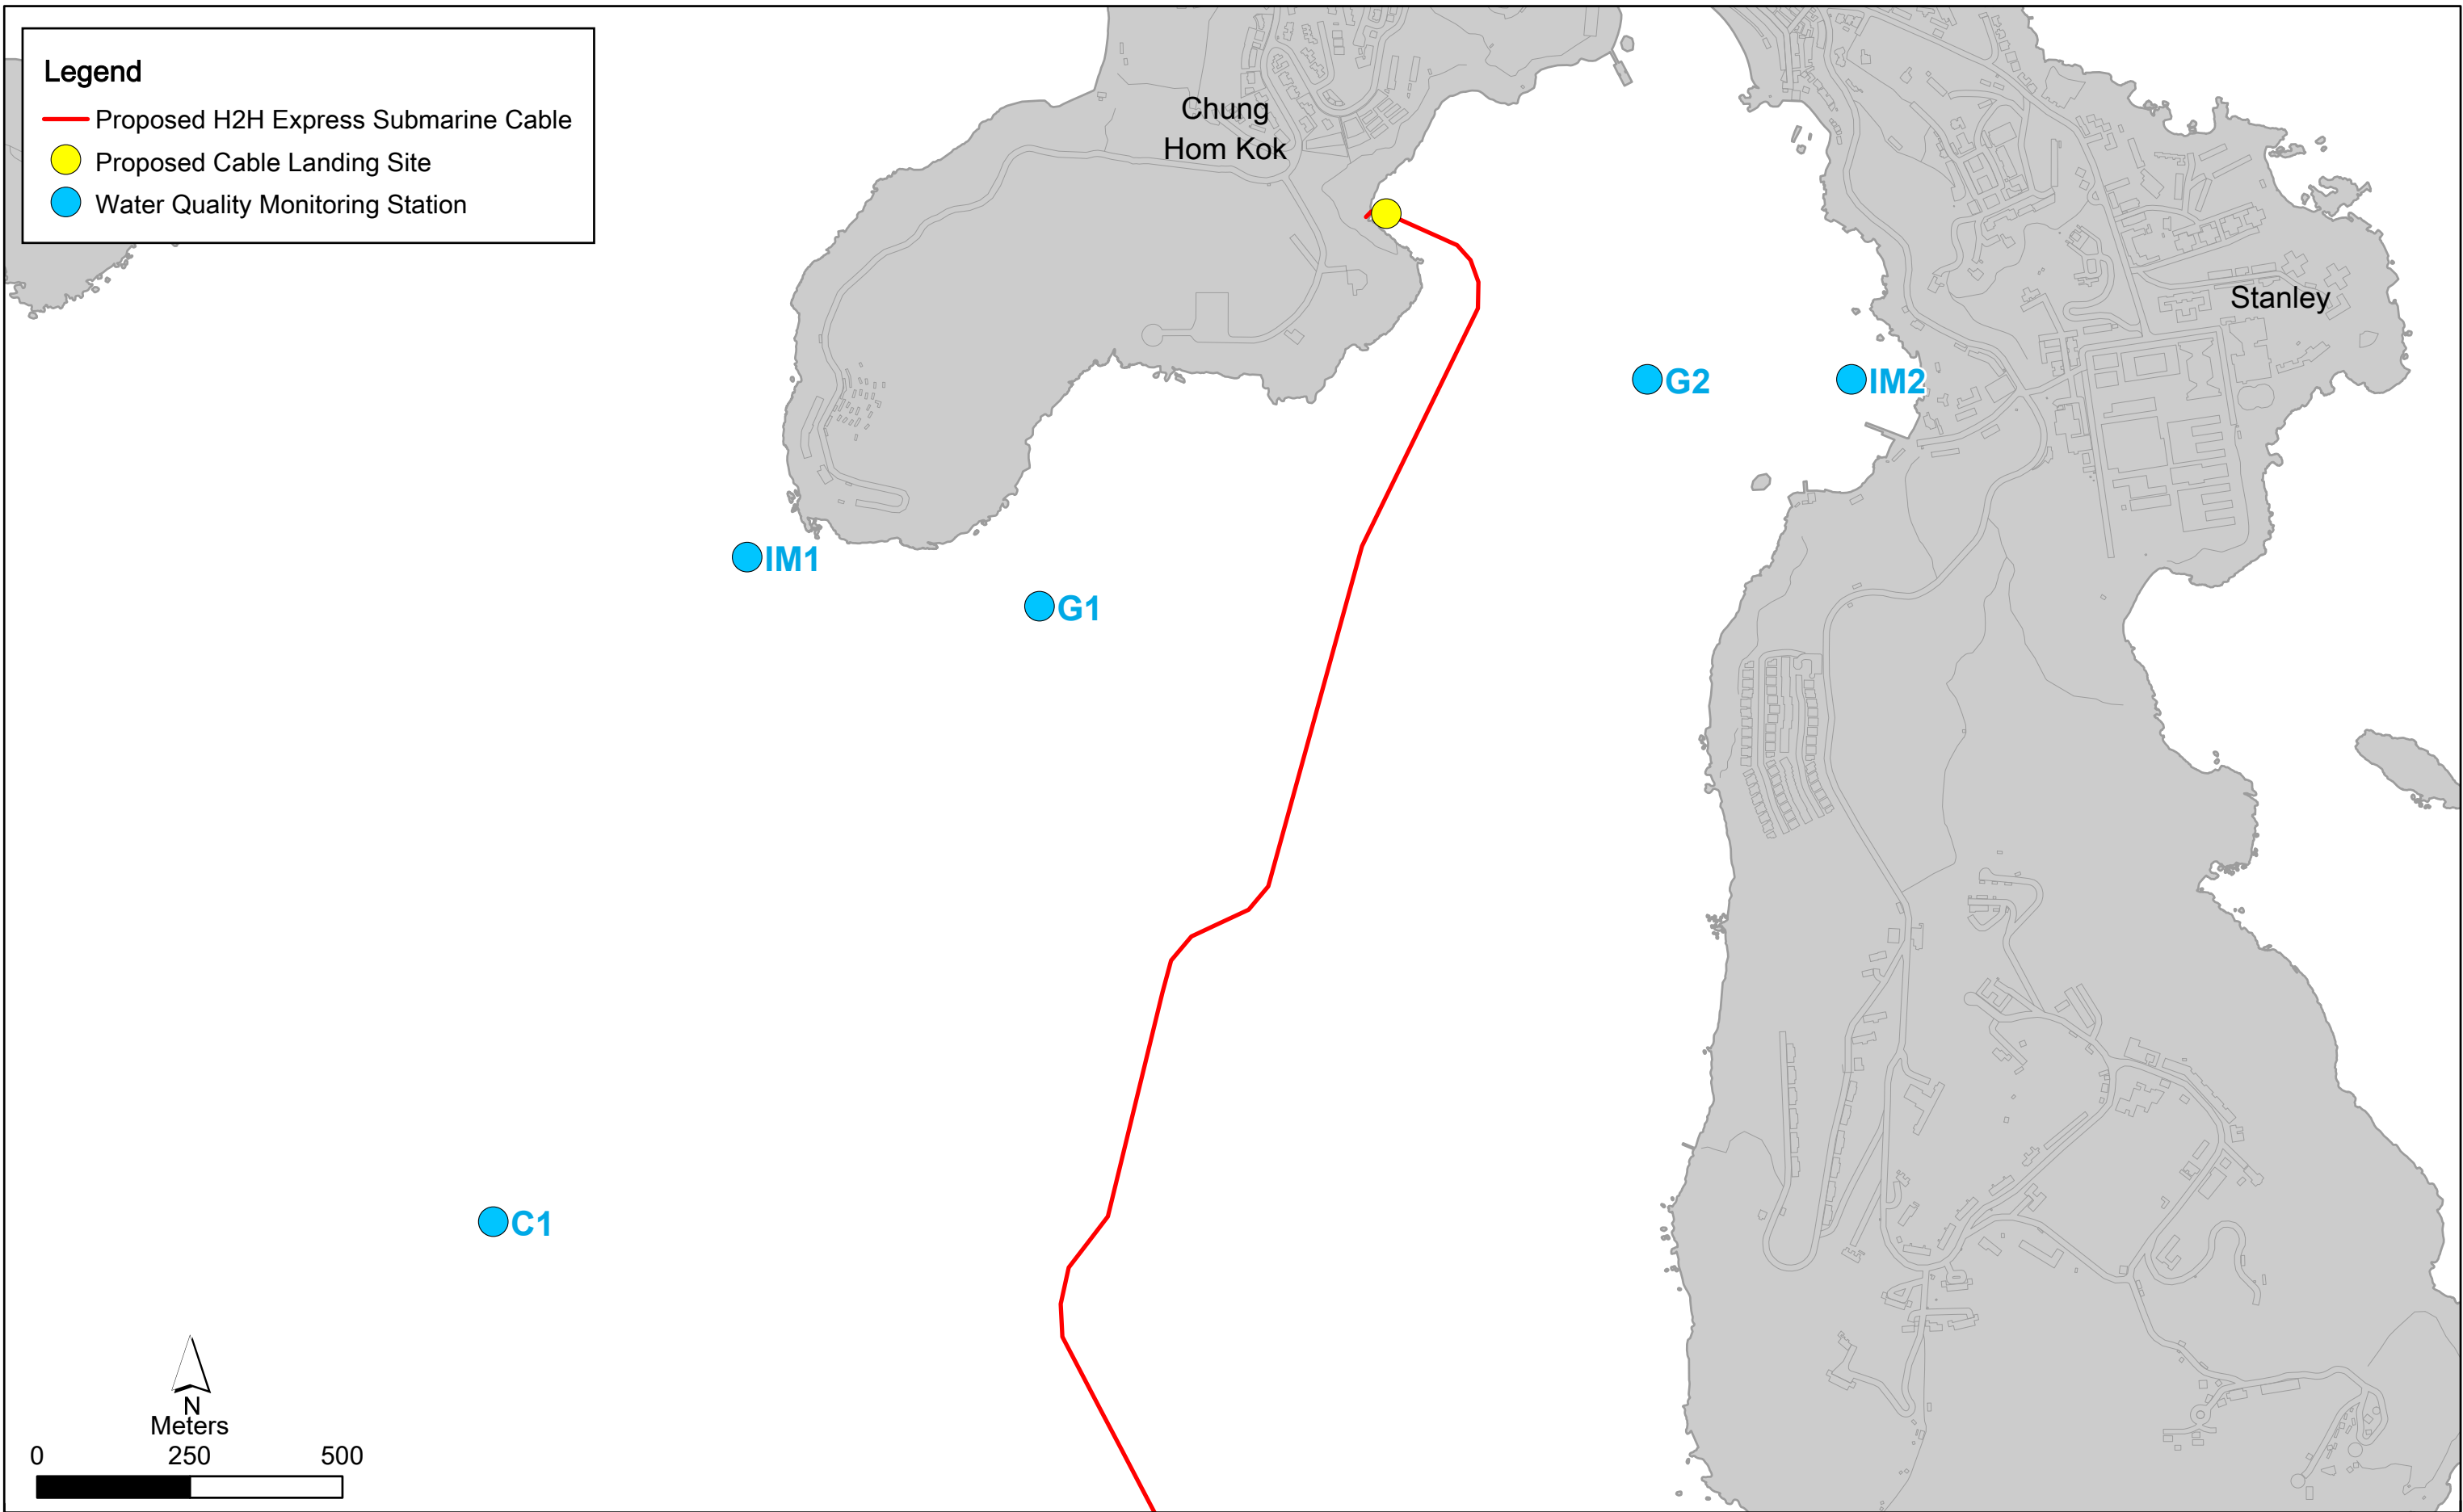 Legend
Proposed H2H Express Submarine Cable
Proposed Cable Landing Site
Water Quality Monitoring Station
Chung
Hom Kok
Stanley
G2
IM2
IM1
G1
C1
N
Meters
0 250 500